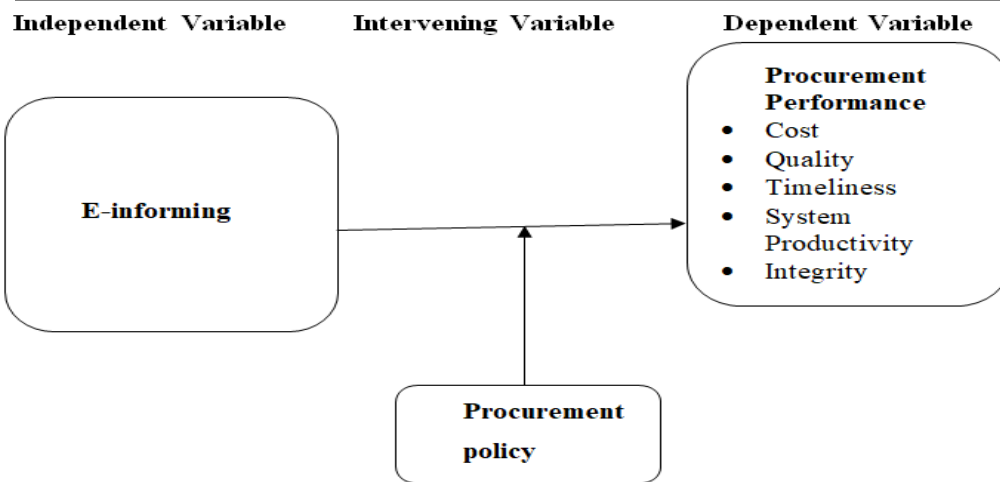 Independent Variable
Intervening Variable
Dependent Variable
E-informing
Procurement
policy
Procurement
Performance
• Cost
• Quality
• Timeliness
• System
Productivity
• Integrity